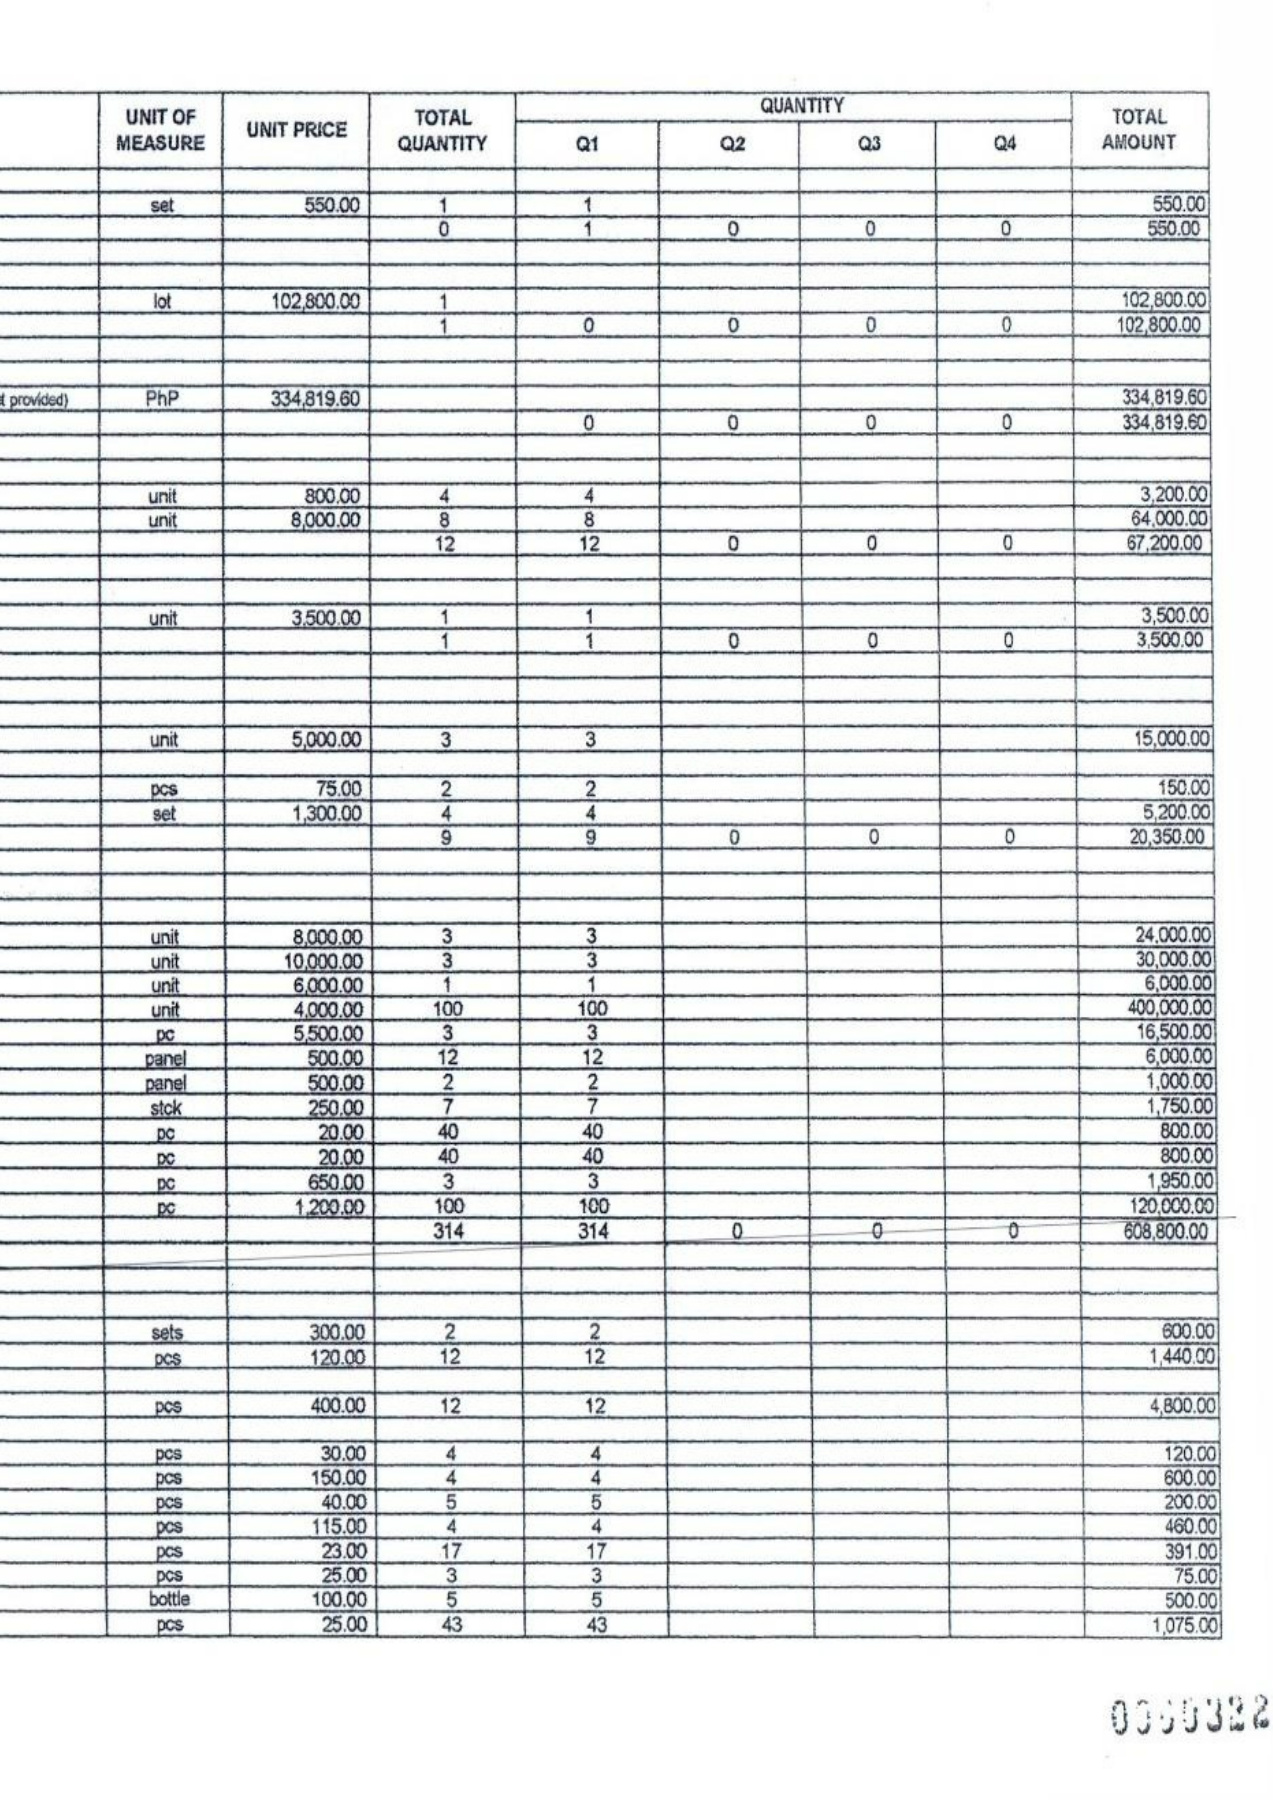 UNIT OF MEASURE UNIT PRICE TOTAL QUANTITY QUANTITY TOTAL AMOUNT
Q1 Q2 Q3 Q4
set 550.00 1 1 550.00
0 1 0 0 0 550.00
lot 102,800.00 1 102,800.00
1 0 0 0 0 102,800.00
t provided) PhP 334,819.60 334,819.60
0 0 0 0 334,819.60
unit 800.00 4 4 3,200.00
unit 8,000.00 8 8 64,000.00
12 12 0 0 0 67,200.00
unit 3,500.00 1 1 3,500.00
1 1 0 0 0 3,500.00
unit 5,000.00 3 3 15,000.00
pcs 75.00 2 2 150.00
set 1,300.00 4 4 5,200.00
9 9 0 0 0 20,350.00
unit 8,000.00 3 3 24,000.00
unit 10,000.00 3 3 30,000.00
unit 6,000.00 1 1 6,000.00
unit 4,000.00 100 100 400,000.00
pc 5,500.00 3 3 16,500.00
panel 500.00 12 12 6,000.00
panel 500.00 2 2 1,000.00
stck 250.00 7 7 1,750.00
pc 20.00 40 40 800.00
pc 20.00 40 40 800.00
pc 650.00 3 3 1,950.00
pc 1,200.00 100 100 120,000.00
314 314 0 0 0 608,800.00
sets 300.00 2 2 600.00
pcs 120.00 12 12 1,440.00
pcs 400.00 12 12 4,800.00
pcs 30.00 4 4 120.00
pcs 150.00 4 4 600.00
pcs 40.00 5 5 200.00
pcs 115.00 4 4 460.00
pcs 23.00 17 17 391.00
pcs 25.00 3 3 75.00
bottle 100.00 5 5 500.00
pcs 25.00 43 43 1,075.00